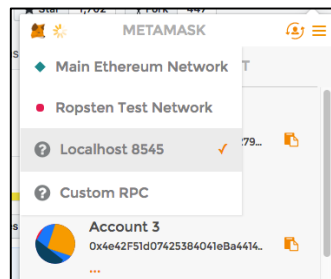 Star 1,702 Fork 447
METAMASK
Main Ethereum Network
T
Ropsten Test Network
Localhost 8545 ✓
279...
Custom RPC
Account 3
0x4e42F51d07425384041eBa4414..
...